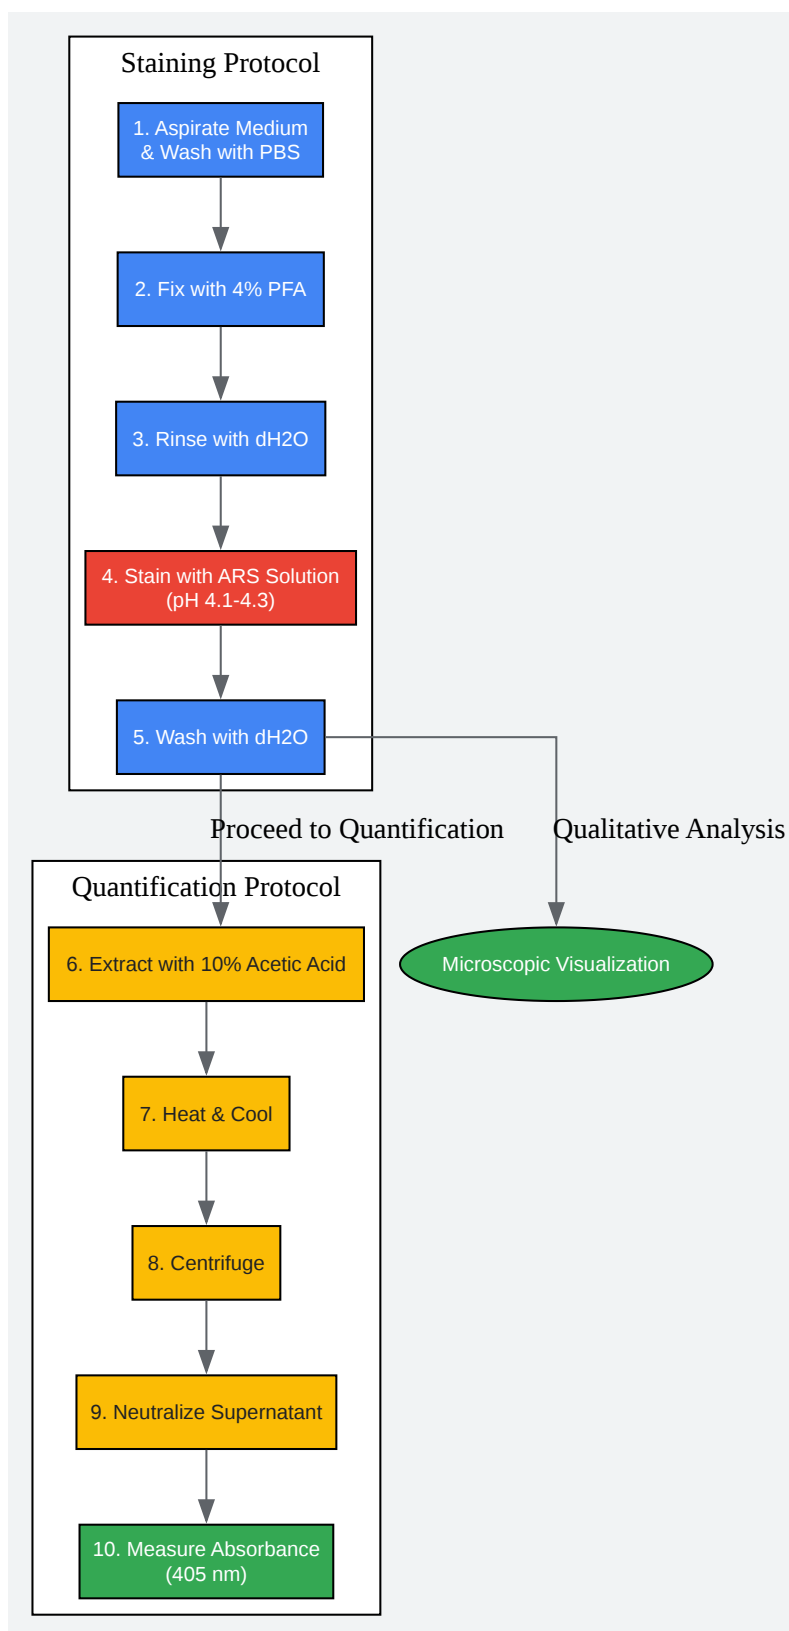 Staining Protocol
1. Aspirate Medium
& Wash with PBS
2. Fix with 4% PFA
3. Rinse with dH2O
4. Stain with ARS Solution
(pH 4.1-4.3)
5. Wash with dH2O
Proceed to Quantification
Qualitative Analysis
Quantification Protocol
6. Extract with 10% Acetic Acid
Microscopic Visualization
7. Heat & Cool
8. Centrifuge
9. Neutralize Supernatant
10. Measure Absorbance
(405 nm)